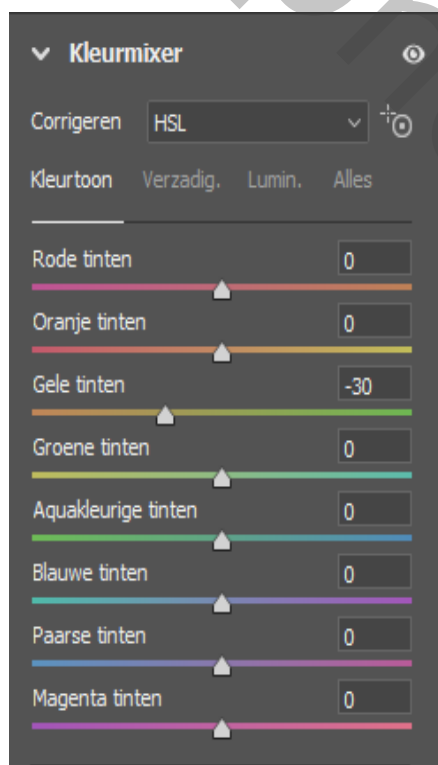 Kleurmixer
Corrigeren HSL
Kleurtoon Verzadig. Lumin. Alles
Rode tinten 0
Oranje tinten 0
Gele tinten -30
Groene tinten 0
Aquakleurige tinten 0
Blauwe tinten 0
Paarse tinten 0
Magenta tinten 0